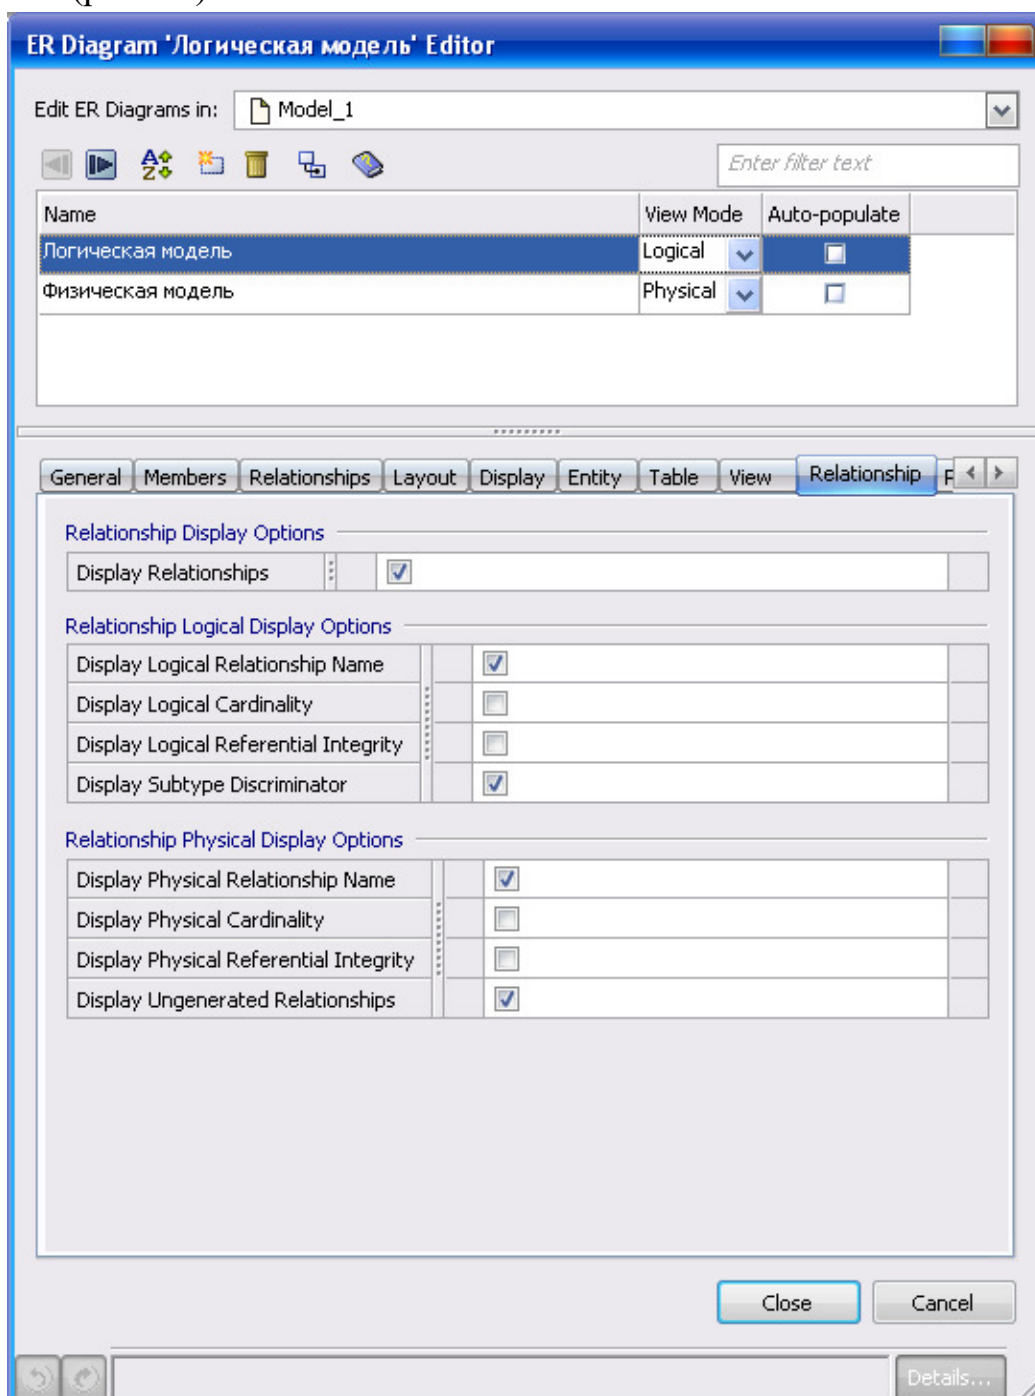 ER Diagram 'Логическая модель' Editor
Edit ER Diagrams in: Model_1
Enter filter text
Name View Mode Auto-populate
Логическая модель Logical
Физическая модель Physical
General Members Relationships Layout Display Entity Table View Relationship
Relationship Display Options
Display Relationships
Relationship Logical Display Options
Display Logical Relationship Name
Display Logical Cardinality
Display Logical Referential Integrity
Display Subtype Discriminator
Relationship Physical Display Options
Display Physical Relationship Name
Display Physical Cardinality
Display Physical Referential Integrity
Display Ungenerated Relationships
Close Cancel
Details...